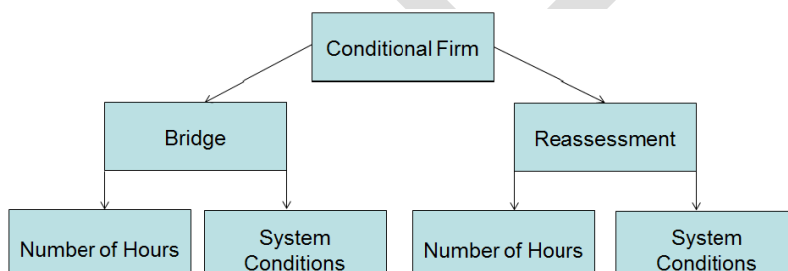 Conditional Firm
Bridge
Reassessment
Number of Hours
System
Conditions
Number of Hours
System
Conditions